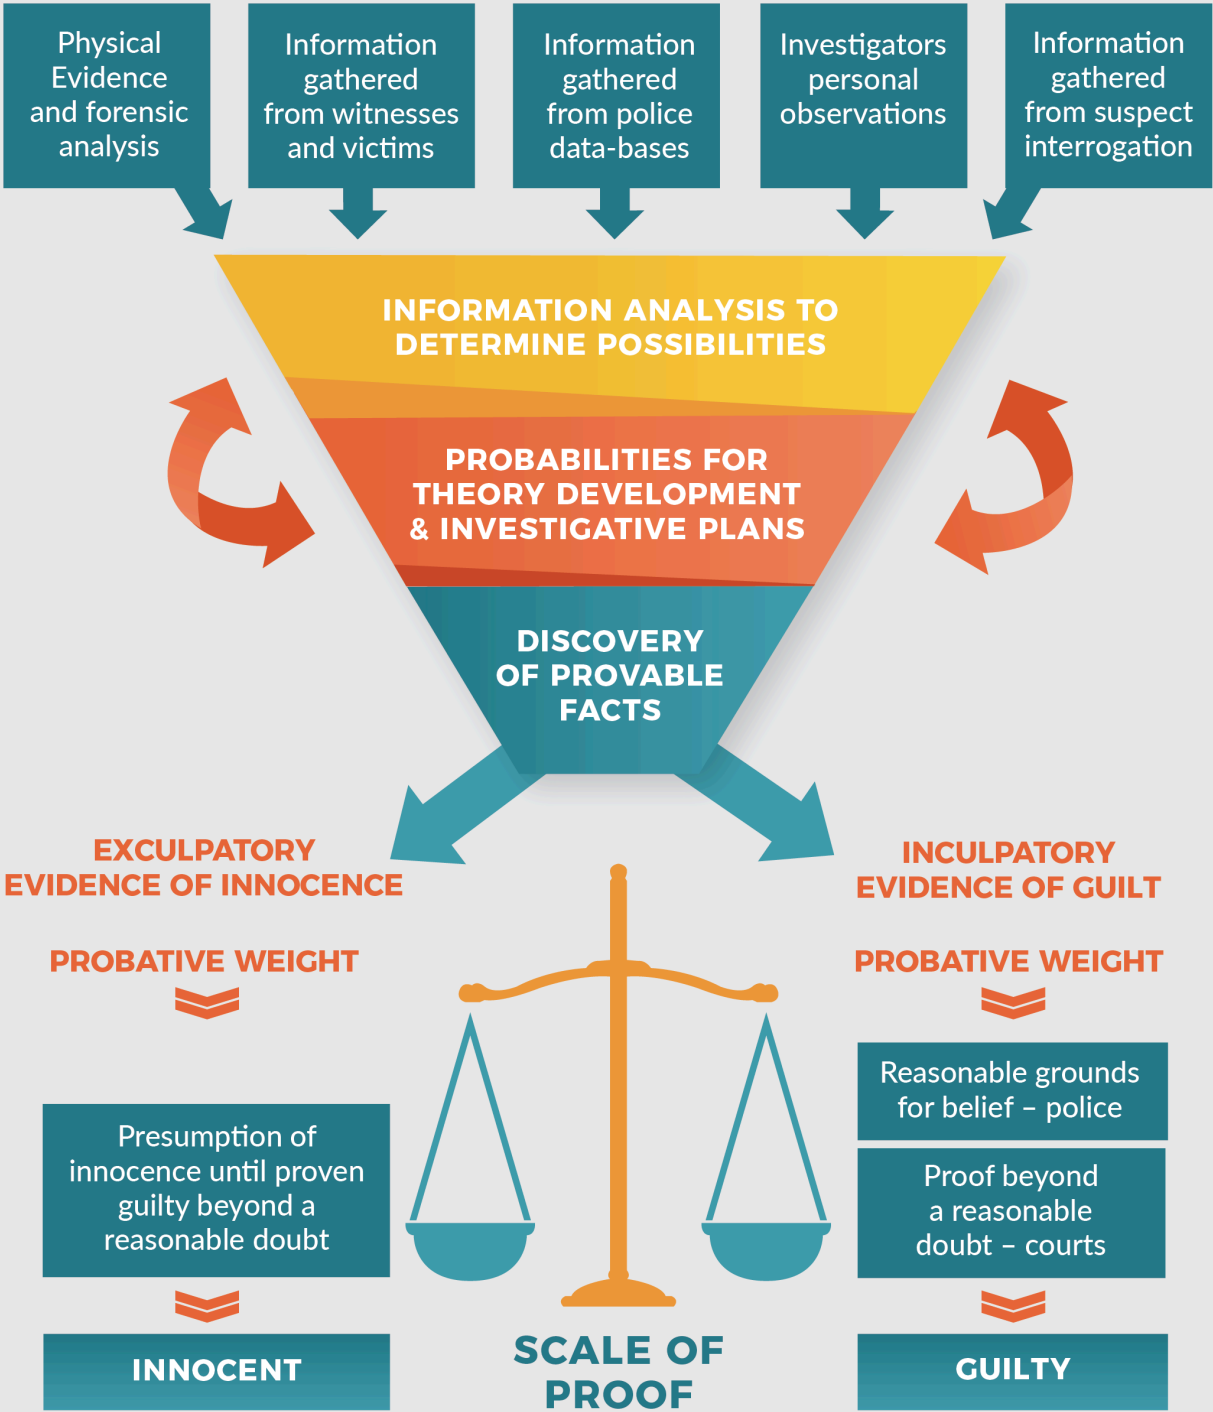 Physical
Evidence
and forensic
analysis
Information
gathered
from witnesses
and victims
Information
gathered
from police
data-bases
Investigators
personal
observations
Information
gathered
from suspect
interrogation
INFORMATION ANALYSIS TO
DETERMINE POSSIBILITIES
PROBABILITIES FOR
THEORY DEVELOPMENT
& INVESTIGATIVE PLANS
DISCOVERY
OF PROVABLE
FACTS
EXCULPATORY
EVIDENCE OF INNOCENCE
PROBATIVE WEIGHT
Presumption of
innocence until proven
guilty beyond a
reasonable doubt
INNOCENT
INCULPATORY
EVIDENCE OF GUILT
PROBATIVE WEIGHT
Reasonable grounds
for belief – police
Proof beyond
a reasonable
doubt – courts
GUILTY
SCALE OF
PROOF